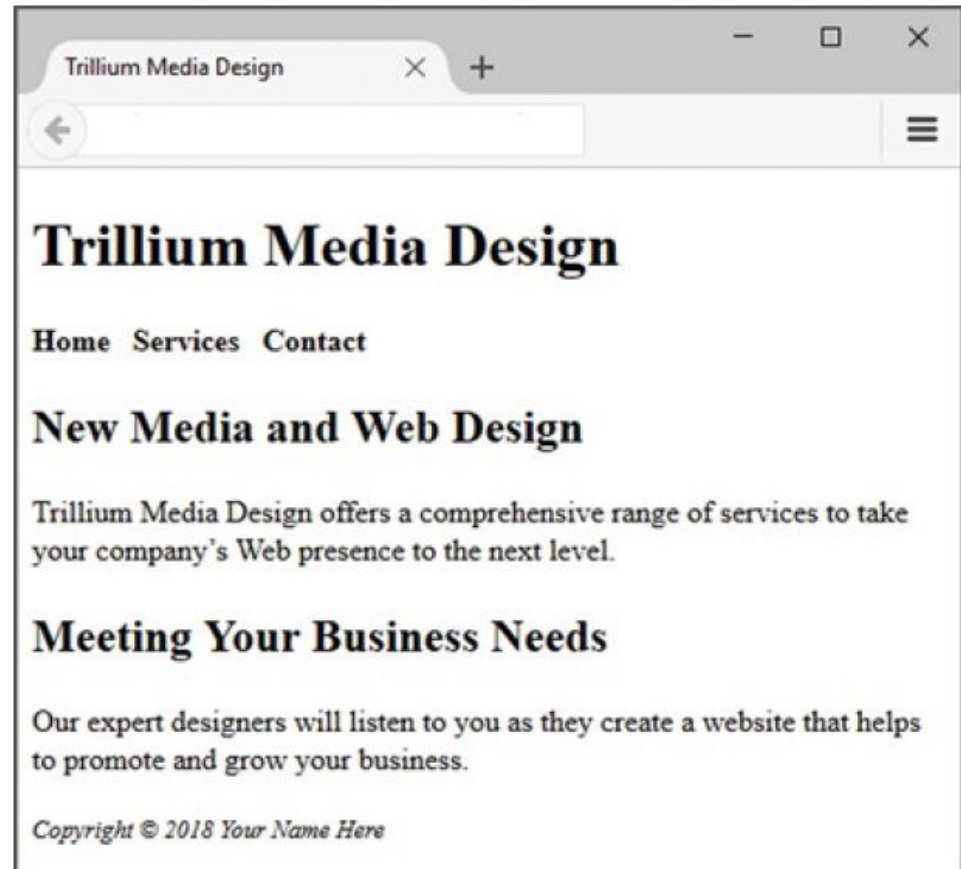 Trillium Media Design
Trillium Media Design
Home Services Contact
New Media and Web Design
Trillium Media Design offers a comprehensive range of services to take
your company’s Web presence to the next level.
Meeting Your Business Needs
Our expert designers will listen to you as they create a website that helps
to promote and grow your business.
Copyright © 2018 Your Name Here